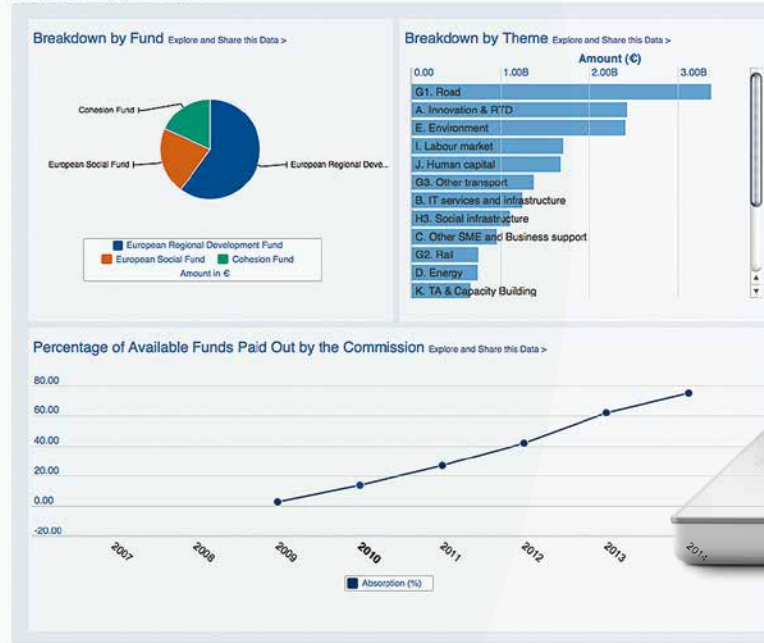 Breakdown by Fund Explore and Share this Data >
Cohesion Fund
European Social Fund
European Regional Deve...
European Regional Development Fund
European Social Fund Cohesion Fund
Amount in €
Breakdown by Theme Explore and Share this Data >
Amount (€)
0.00 1.00B 2.00B 3.00B
G1. Road
A. Innovation & RTD
E. Environment
I. Labour market
J. Human capital
G3. Other transport
B. IT services and infrastructure
H3. Social infrastructure
C. Other SME and Business support
G2. Rail
D. Energy
K. TA & Capacity Building
Percentage of Available Funds Paid Out by the Commission Explore and Share this Data >
80.00
60.00
40.00
20.00
0.00
-20.00
2007 2008 2009 2010 2011 2012 2013 2014
Absorption (%)